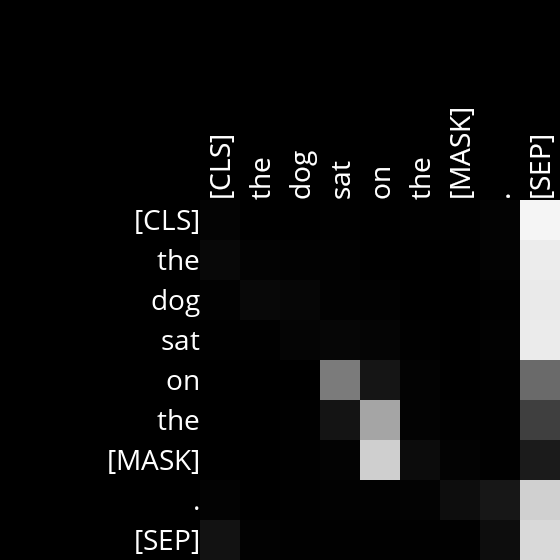 [CLS] the dog sat on the [MASK] . [SEP]
[CLS]
the
dog
sat
on
the
[MASK]
.
[SEP]